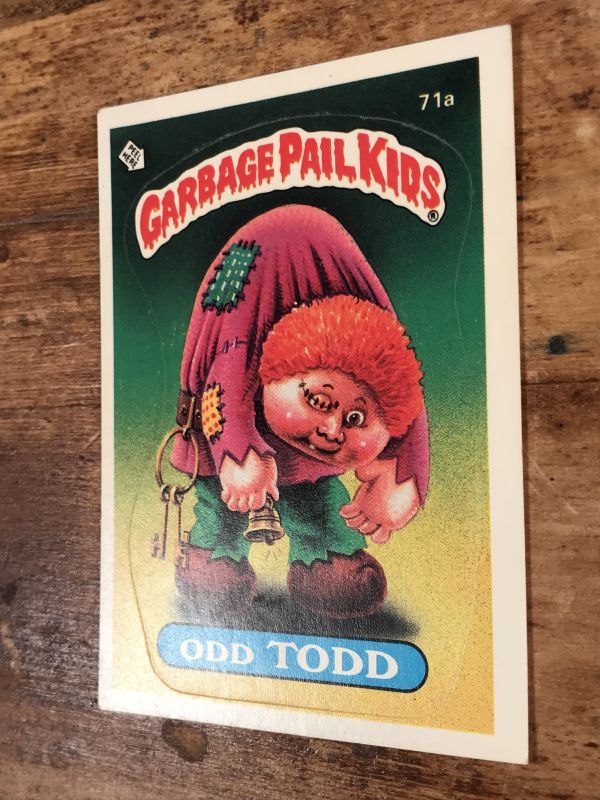 71a
PEEL
HERE
GARBAGE PAIL KIDS
®
ODD TODD